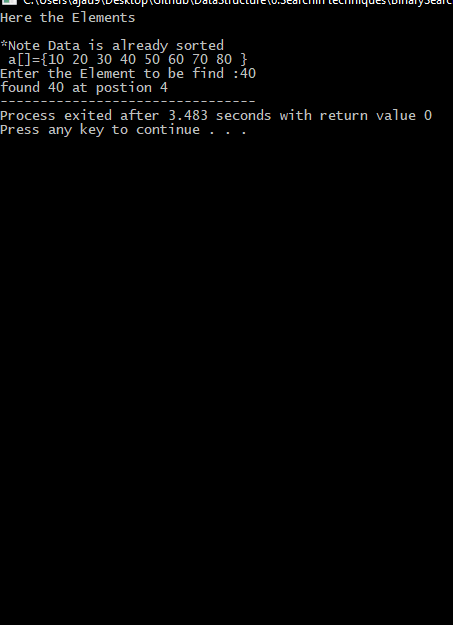 C:\Users\ajad9\Desktop\Github\DataStructure\6.Searchin techniques\BinarySearc
Here the Elements
*Note Data is already sorted
a[]={10 20 30 40 50 60 70 80 }
Enter the Element to be find :40
found 40 at postion 4
--------------------------------
Process exited after 3.483 seconds with return value 0
Press any key to continue . . .